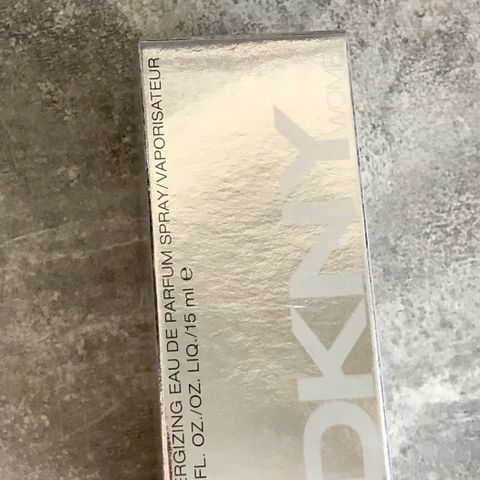 ERGIZING EAU DE PARFUM SPRAY/VAPORISATEUR
FL. OZ./OZ. LIQ./15 ml ℮
DKNY
WOME